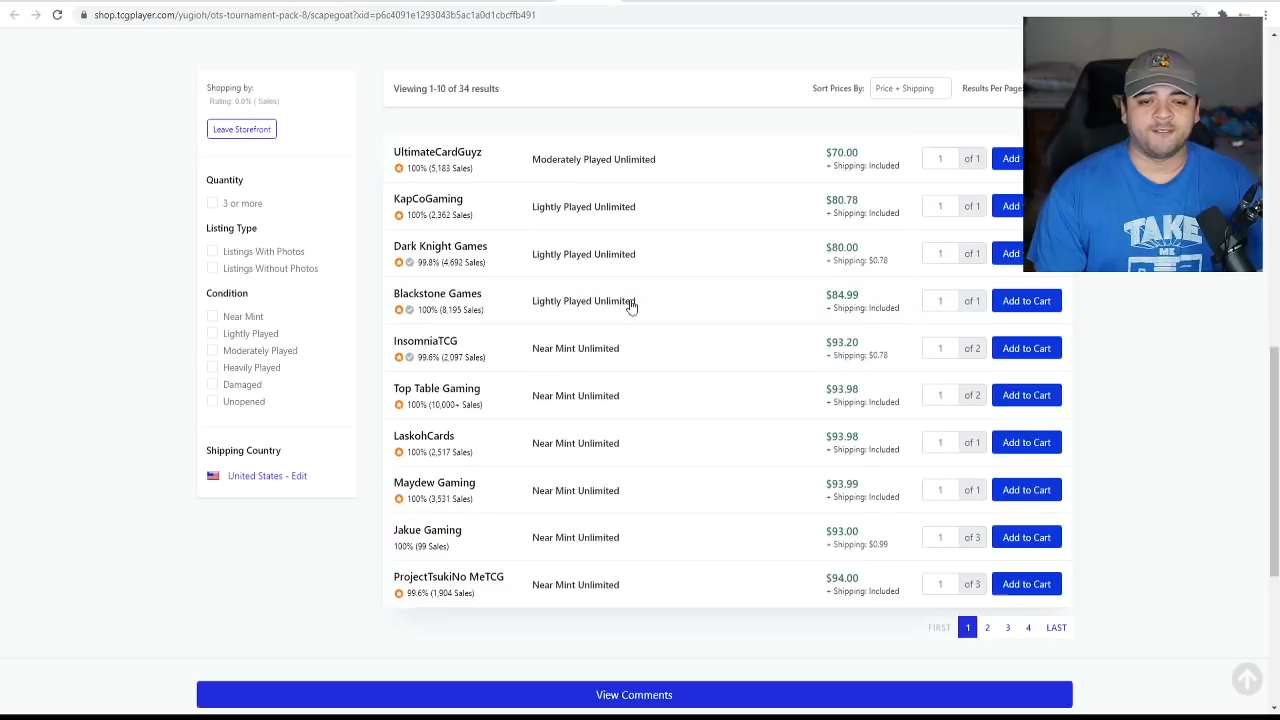 shop.tcgplayer.com/yugioh/ots-tournament-pack-8/scapegoat?xid=p6c4091e1293043b5ac1a0d1cbcffb491
Shopping by:
Rating: 0.0% ( Sales)
Leave Storefront
Quantity
3 or more
Listing Type
Listings With Photos
Listings Without Photos
Condition
Near Mint
Lightly Played
Moderately Played
Heavily Played
Damaged
Unopened
Shipping Country
United States - Edit
Viewing 1-10 of 34 results
Sort Prices By:
Price + Shipping
Results Per Page:
UltimateCardGuyz
100% (5,183 Sales)
Moderately Played Unlimited
$70.00
+ Shipping: Included
1 of 1
Add
KapCoGaming
100% (2,362 Sales)
Lightly Played Unlimited
$80.78
+ Shipping: Included
1 of 1
Add
Dark Knight Games
99.8% (4,692 Sales)
Lightly Played Unlimited
$80.00
+ Shipping: $0.78
1 of 1
Add
Blackstone Games
100% (8,195 Sales)
Lightly Played Unlimited
$84.99
+ Shipping: Included
1 of 1
Add to Cart
InsomniaTCG
99.6% (2,097 Sales)
Near Mint Unlimited
$93.20
+ Shipping: $0.78
1 of 2
Add to Cart
Top Table Gaming
100% (10,000+ Sales)
Near Mint Unlimited
$93.98
+ Shipping: Included
1 of 2
Add to Cart
LaskohCards
100% (2,517 Sales)
Near Mint Unlimited
$93.98
+ Shipping: Included
1 of 1
Add to Cart
Maydew Gaming
100% (3,531 Sales)
Near Mint Unlimited
$93.99
+ Shipping: Included
1 of 1
Add to Cart
Jakue Gaming
100% (99 Sales)
Near Mint Unlimited
$93.00
+ Shipping: $0.99
1 of 3
Add to Cart
ProjectTsukiNo MeTCG
99.6% (1,904 Sales)
Near Mint Unlimited
$94.00
+ Shipping: Included
1 of 3
Add to Cart
FIRST 1 2 3 4 LAST
View Comments
TAKE
ME